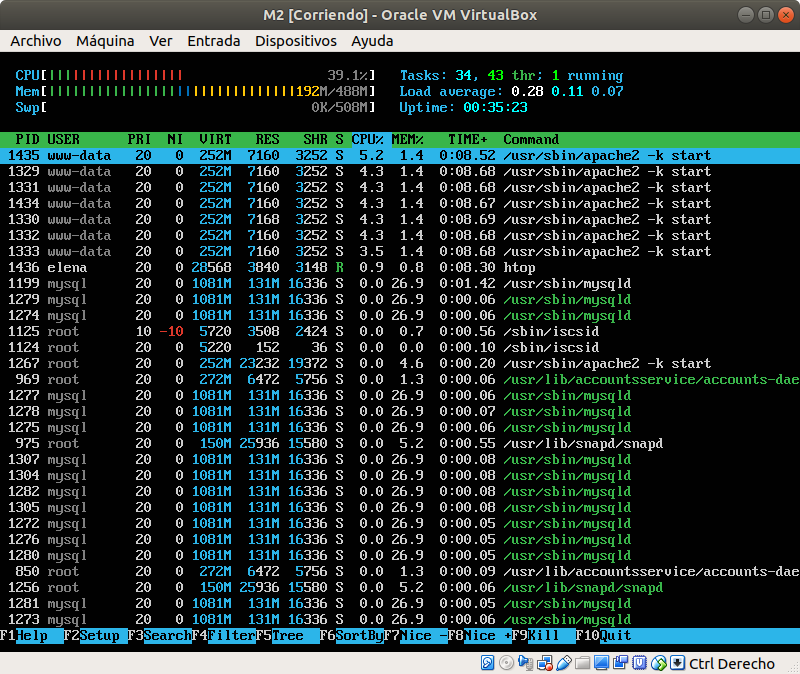 M2 [Corriendo] - Oracle VM VirtualBox
Archivo Máquina Ver Entrada Dispositivos Ayuda
CPU[|||||||||||||||||| 39.1%] Tasks: 34, 43 thr; 1 running
Mem[|||||||||||||||||||||||||||||||192M/488M] Load average: 0.28 0.11 0.07
Swp[ 0K/508M] Uptime: 00:35:23
PID USER PRI NI VIRT RES SHR S CPU% MEM% TIME+ Command
1435 www-data 20 0 252M 7160 3252 S 5.2 1.4 0:08.52 /usr/sbin/apache2 -k start
1329 www-data 20 0 252M 7160 3252 S 4.3 1.4 0:08.68 /usr/sbin/apache2 -k start
1331 www-data 20 0 252M 7160 3252 S 4.3 1.4 0:08.68 /usr/sbin/apache2 -k start
1434 www-data 20 0 252M 7160 3252 S 4.3 1.4 0:08.67 /usr/sbin/apache2 -k start
1330 www-data 20 0 252M 7168 3252 S 4.3 1.4 0:08.69 /usr/sbin/apache2 -k start
1332 www-data 20 0 252M 7160 3252 S 4.3 1.4 0:08.68 /usr/sbin/apache2 -k start
1333 www-data 20 0 252M 7160 3252 S 3.5 1.4 0:08.68 /usr/sbin/apache2 -k start
1436 elena 20 0 28568 3840 3148 R 0.9 0.8 0:08.30 htop
1199 mysql 20 0 1081M 131M 16336 S 0.0 26.9 0:01.42 /usr/sbin/mysqld
1279 mysql 20 0 1081M 131M 16336 S 0.0 26.9 0:00.06 /usr/sbin/mysqld
1274 mysql 20 0 1081M 131M 16336 S 0.0 26.9 0:00.06 /usr/sbin/mysqld
1125 root 10 -10 5720 3508 2424 S 0.0 0.7 0:00.56 /sbin/iscsid
1124 root 20 0 5220 152 36 S 0.0 0.0 0:00.10 /sbin/iscsid
1267 root 20 0 252M 23232 19372 S 0.0 4.6 0:00.20 /usr/sbin/apache2 -k start
969 root 20 0 272M 6472 5756 S 0.0 1.3 0:00.06 /usr/lib/accountsservice/accounts-dae
1277 mysql 20 0 1081M 131M 16336 S 0.0 26.9 0:00.06 /usr/sbin/mysqld
1278 mysql 20 0 1081M 131M 16336 S 0.0 26.9 0:00.07 /usr/sbin/mysqld
1275 mysql 20 0 1081M 131M 16336 S 0.0 26.9 0:00.06 /usr/sbin/mysqld
975 root 20 0 150M 25936 15580 S 0.0 5.2 0:00.55 /usr/lib/snapd/snapd
1307 mysql 20 0 1081M 131M 16336 S 0.0 26.9 0:00.08 /usr/sbin/mysqld
1304 mysql 20 0 1081M 131M 16336 S 0.0 26.9 0:00.08 /usr/sbin/mysqld
1282 mysql 20 0 1081M 131M 16336 S 0.0 26.9 0:00.08 /usr/sbin/mysqld
1305 mysql 20 0 1081M 131M 16336 S 0.0 26.9 0:00.08 /usr/sbin/mysqld
1272 mysql 20 0 1081M 131M 16336 S 0.0 26.9 0:00.05 /usr/sbin/mysqld
1276 mysql 20 0 1081M 131M 16336 S 0.0 26.9 0:00.05 /usr/sbin/mysqld
1280 mysql 20 0 1081M 131M 16336 S 0.0 26.9 0:00.05 /usr/sbin/mysqld
850 root 20 0 272M 6472 5756 S 0.0 1.3 0:00.09 /usr/lib/accountsservice/accounts-dae
1256 root 20 0 150M 25936 15580 S 0.0 5.2 0:00.06 /usr/lib/snapd/snapd
1281 mysql 20 0 1081M 131M 16336 S 0.0 26.9 0:00.05 /usr/sbin/mysqld
1273 mysql 20 0 1081M 131M 16336 S 0.0 26.9 0:00.06 /usr/sbin/mysqld
F1Help F2Setup F3SearchF4FilterF5Tree F6SortByF7Nice -F8Nice +F9Kill F10Quit
Ctrl Derecho